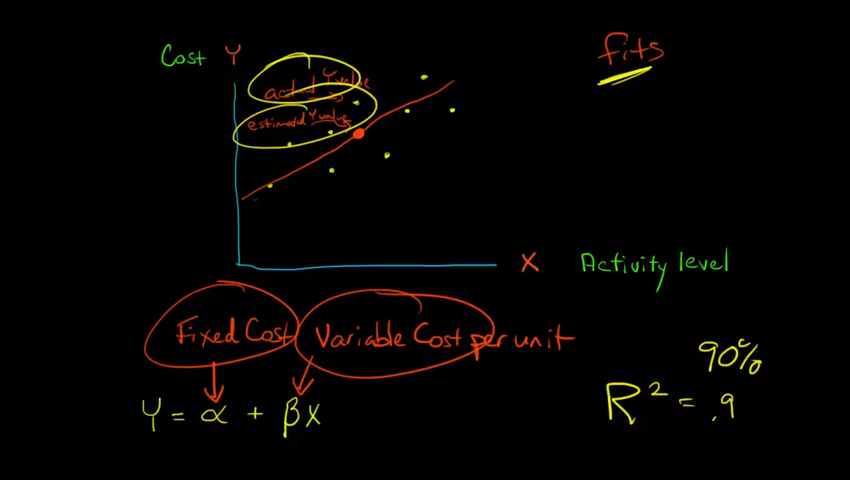 Cost Y
fits
actual Y value
estimated Y value
X Activity level
Fixed Cost Variable Cost per unit
90%
Y = α + βX
R² = .9